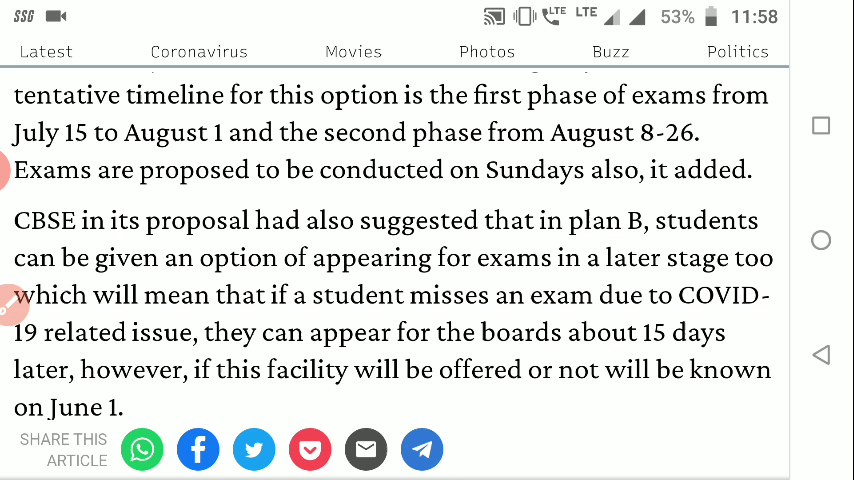 SSG LTE LTE 53% 11:58
Latest Coronavirus Movies Photos Buzz Politics
tentative timeline for this option is the first phase of exams from
July 15 to August 1 and the second phase from August 8-26.
Exams are proposed to be conducted on Sundays also, it added.
CBSE in its proposal had also suggested that in plan B, students
can be given an option of appearing for exams in a later stage too
which will mean that if a student misses an exam due to COVID-
19 related issue, they can appear for the boards about 15 days
later, however, if this facility will be offered or not will be known
on June 1.
SHARE THIS
ARTICLE